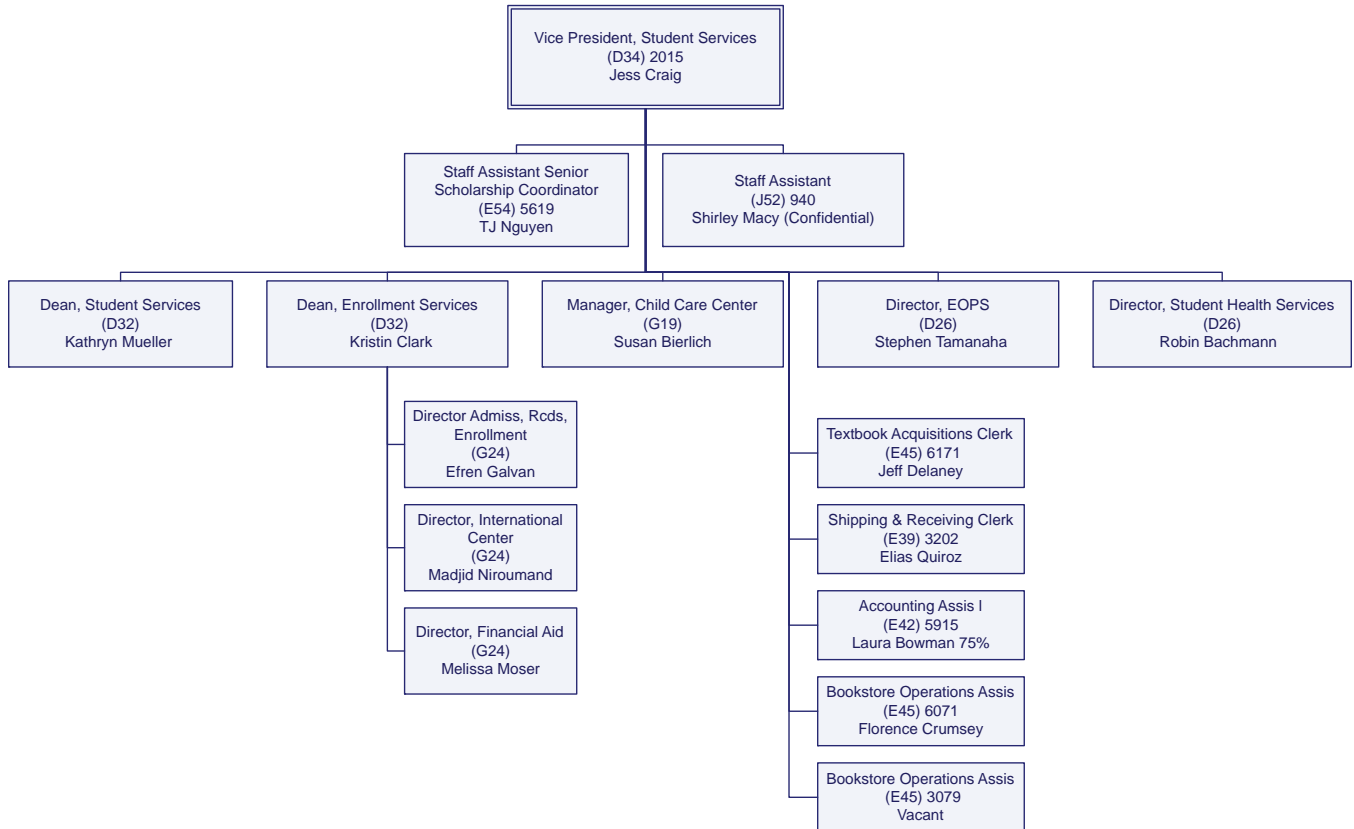 Vice President, Student Services
(D34) 2015
Jess Craig
Staff Assistant Senior
Scholarship Coordinator
(E54) 5619
TJ Nguyen
Staff Assistant
(J52) 940
Shirley Macy (Confidential)
Dean, Student Services
(D32)
Kathryn Mueller
Dean, Enrollment Services
(D32)
Kristin Clark
Manager, Child Care Center
(G19)
Susan Bierlich
Director, EOPS
(D26)
Stephen Tamanaha
Director, Student Health Services
(D26)
Robin Bachmann
Director Admiss, Rcds,
Enrollment
(G24)
Efren Galvan
Director, International
Center
(G24)
Madjid Niroumand
Director, Financial Aid
(G24)
Melissa Moser
Textbook Acquisitions Clerk
(E45) 6171
Jeff Delaney
Shipping & Receiving Clerk
(E39) 3202
Elias Quiroz
Accounting Assis I
(E42) 5915
Laura Bowman 75%
Bookstore Operations Assis
(E45) 6071
Florence Crumsey
Bookstore Operations Assis
(E45) 3079
Vacant